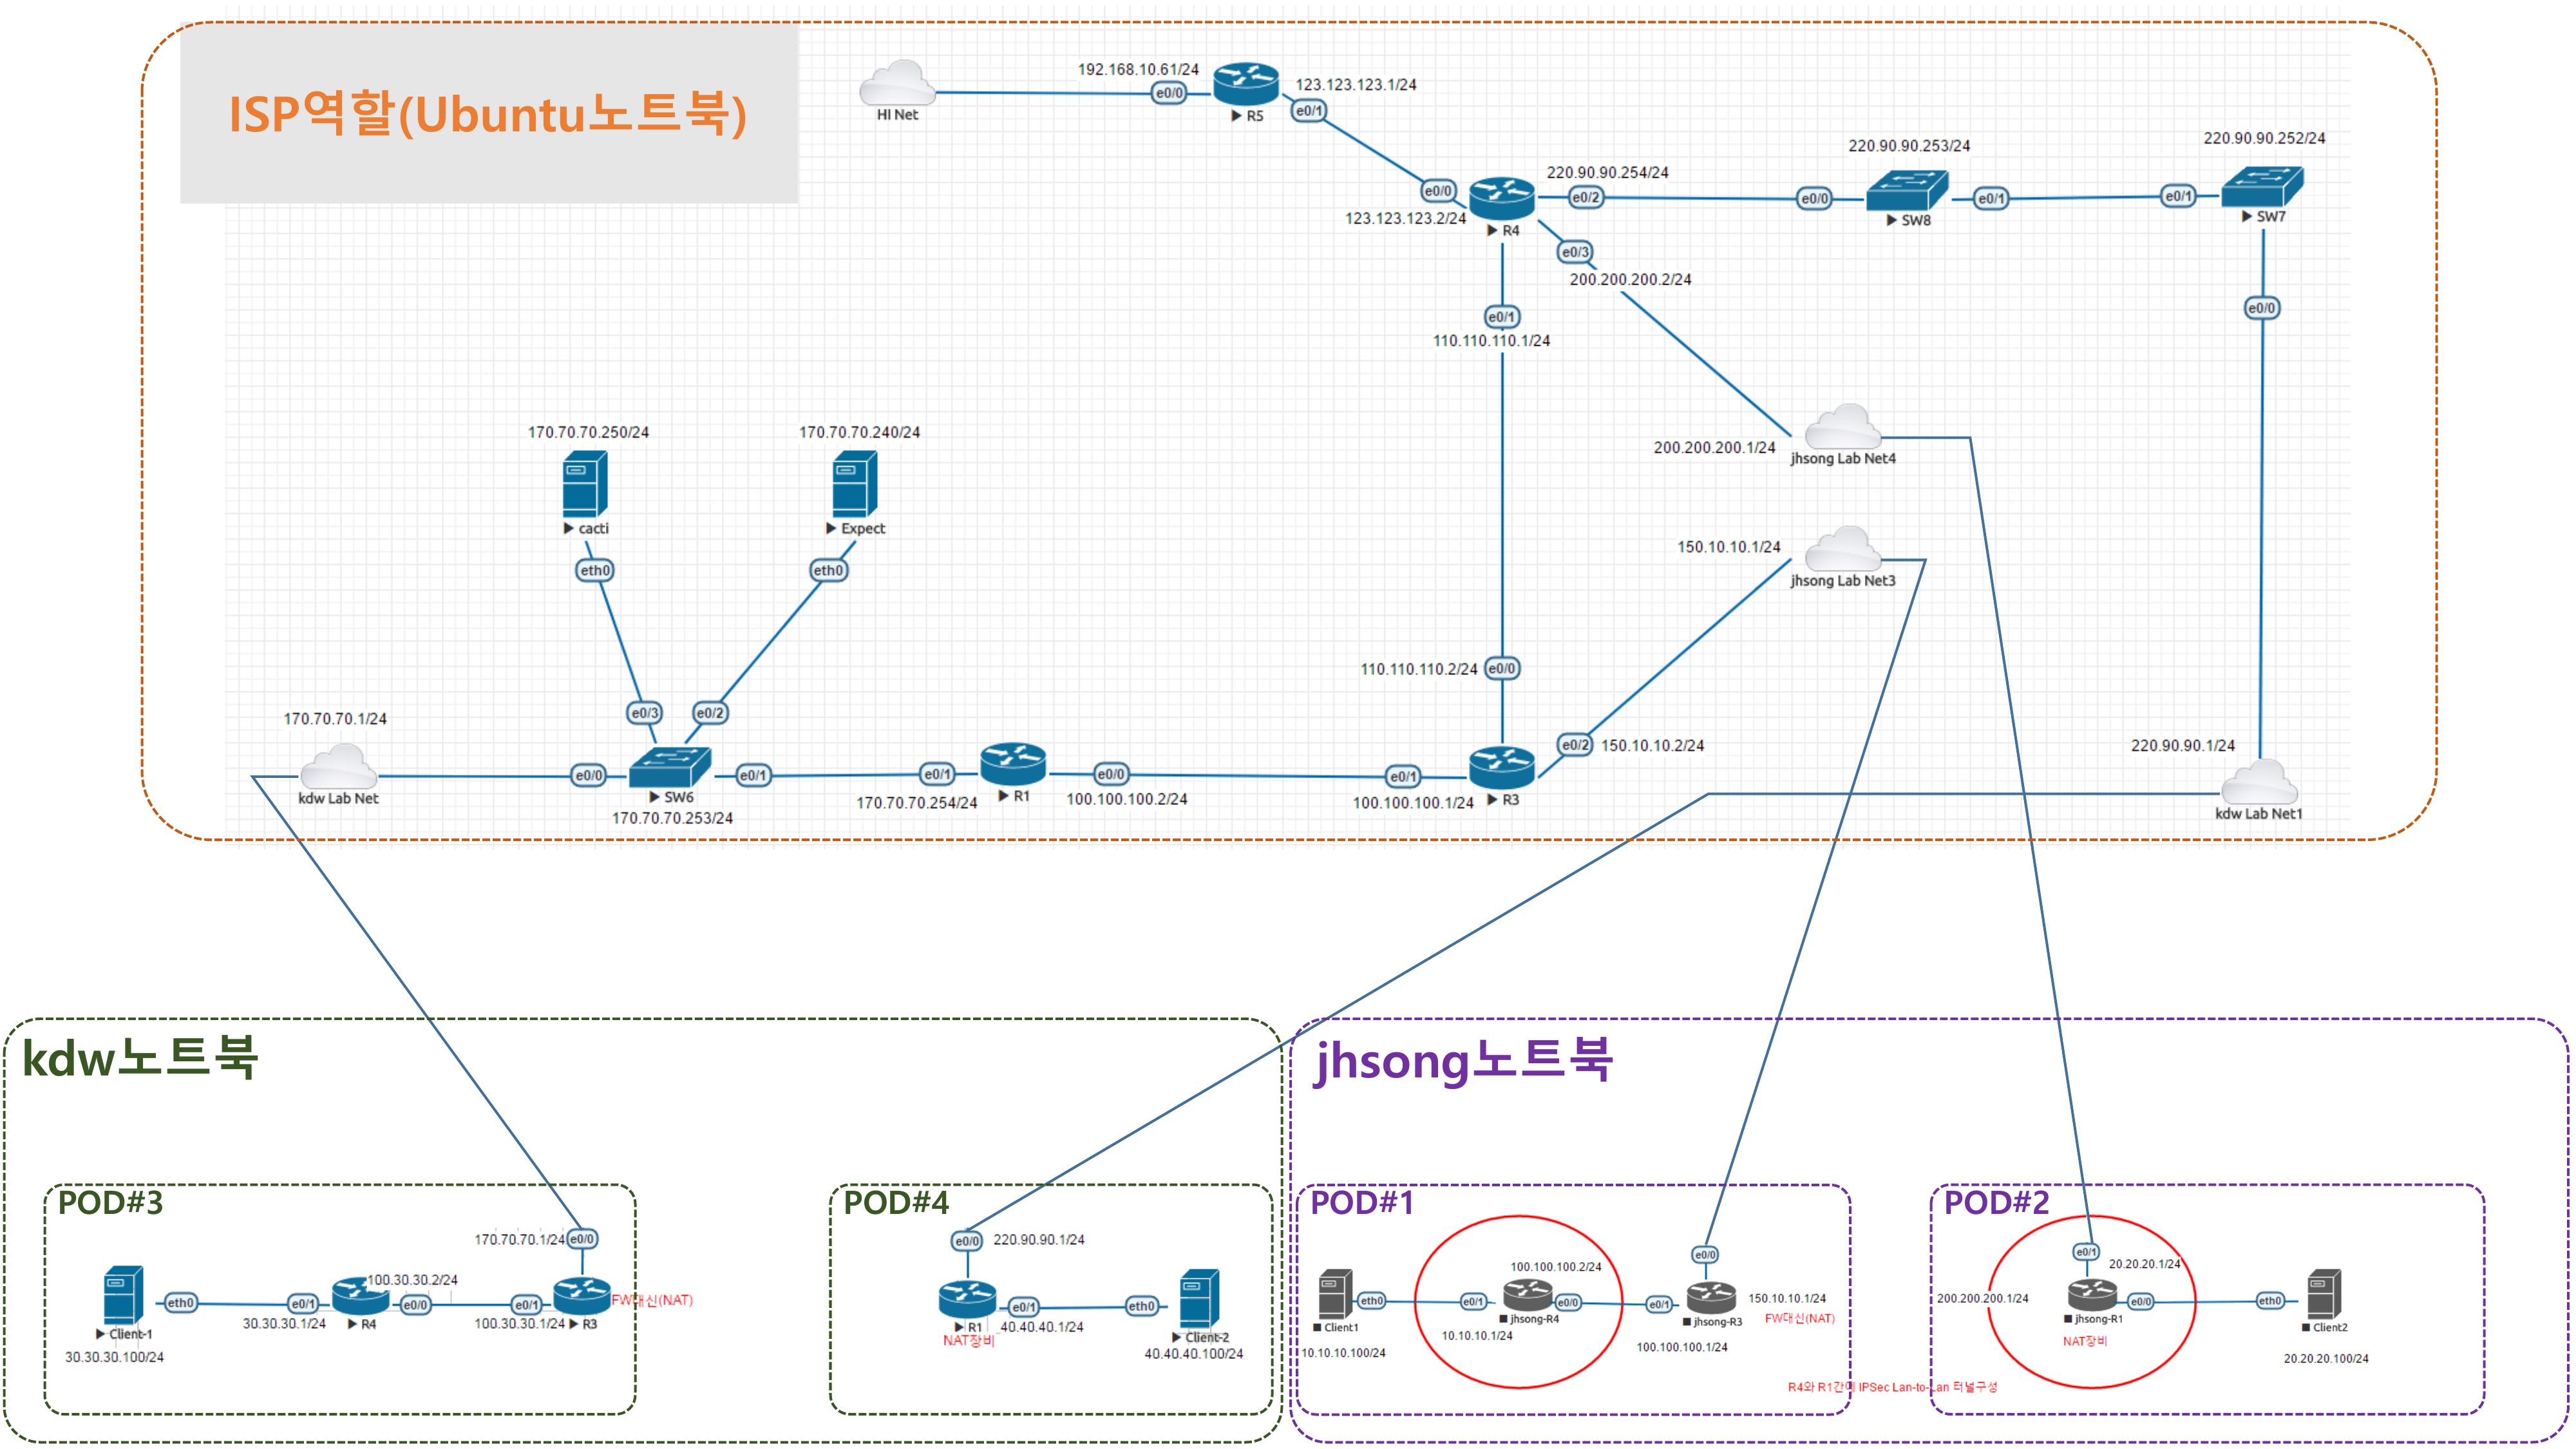 ISP역할(Ubuntu노트북)
192.168.10.61/24
HI Net
e0/0
R5
123.123.123.1/24
e0/1
e0/0
123.123.123.2/24
R4
220.90.90.254/24
e0/2
e0/3
200.200.200.2/24
e0/1
110.110.110.1/24
220.90.90.253/24
e0/0
SW8
e0/1
220.90.90.252/24
e0/1
SW7
e0/0
170.70.70.250/24
cacti
eth0
170.70.70.240/24
Expect
eth0
200.200.200.1/24
jhsong Lab Net4
150.10.10.1/24
jhsong Lab Net3
110.110.110.2/24
e0/0
e0/3
e0/2
170.70.70.1/24
kdw Lab Net
e0/0
SW6
170.70.70.253/24
e0/1
e0/1
170.70.70.254/24
R1
e0/0
100.100.100.2/24
e0/1
100.100.100.1/24
R3
e0/2
150.10.10.2/24
220.90.90.1/24
kdw Lab Net1
kdw노트북
POD#3
170.70.70.1/24
e0/0
100.30.30.2/24
eth0
e0/1
e0/0
e0/1
FW대신(NAT)
30.30.30.1/24
R4
100.30.30.1/24
R3
Client-1
30.30.30.100/24
POD#4
e0/0
220.90.90.1/24
e0/1
eth0
R1
40.40.40.1/24
NAT장비
Client-2
40.40.40.100/24
jhsong노트북
POD#1
e0/0
100.100.100.2/24
eth0
e0/1
e0/0
e0/1
150.10.10.1/24
Client1
jhsong-R4
jhsong-R3
FW대신(NAT)
10.10.10.1/24
10.10.10.100/24
100.100.100.1/24
R4와 R1간에 IPSec Lan-to-Lan 터널구성
POD#2
e0/1
20.20.20.1/24
200.200.200.1/24
e0/0
eth0
jhsong-R1
Client2
NAT장비
20.20.20.100/24